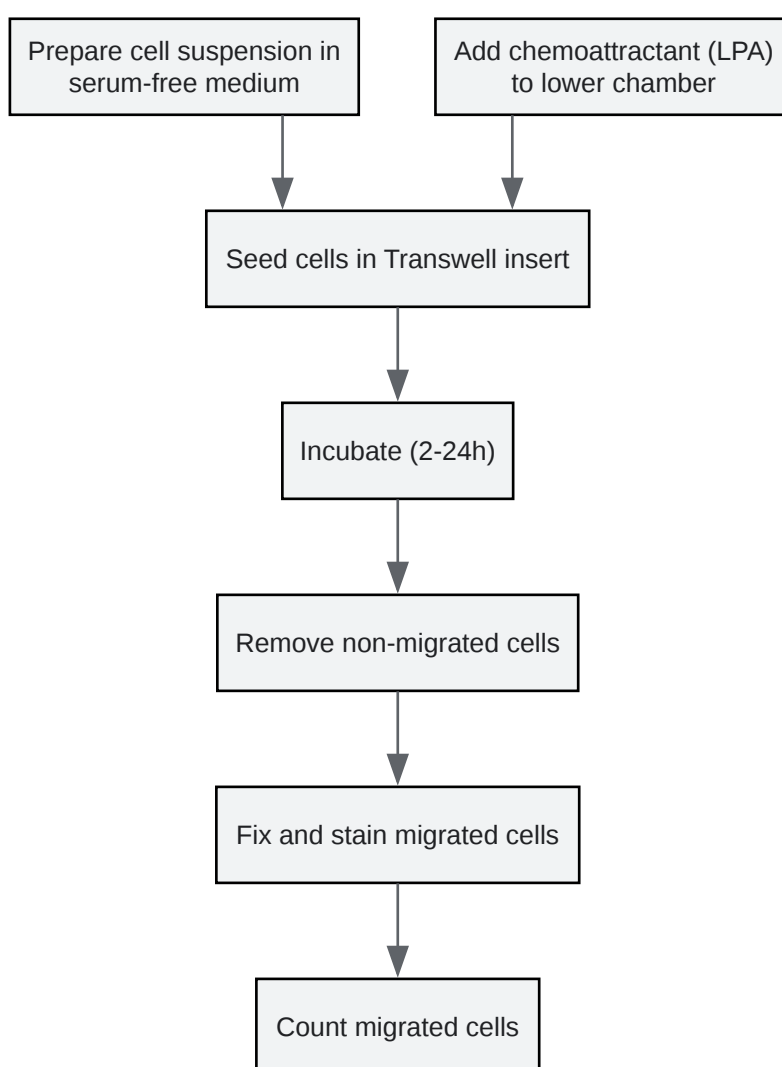 Prepare cell suspension in
serum-free medium
Add chemoattractant (LPA)
to lower chamber
Seed cells in Transwell insert
Incubate (2-24h)
Remove non-migrated cells
Fix and stain migrated cells
Count migrated cells